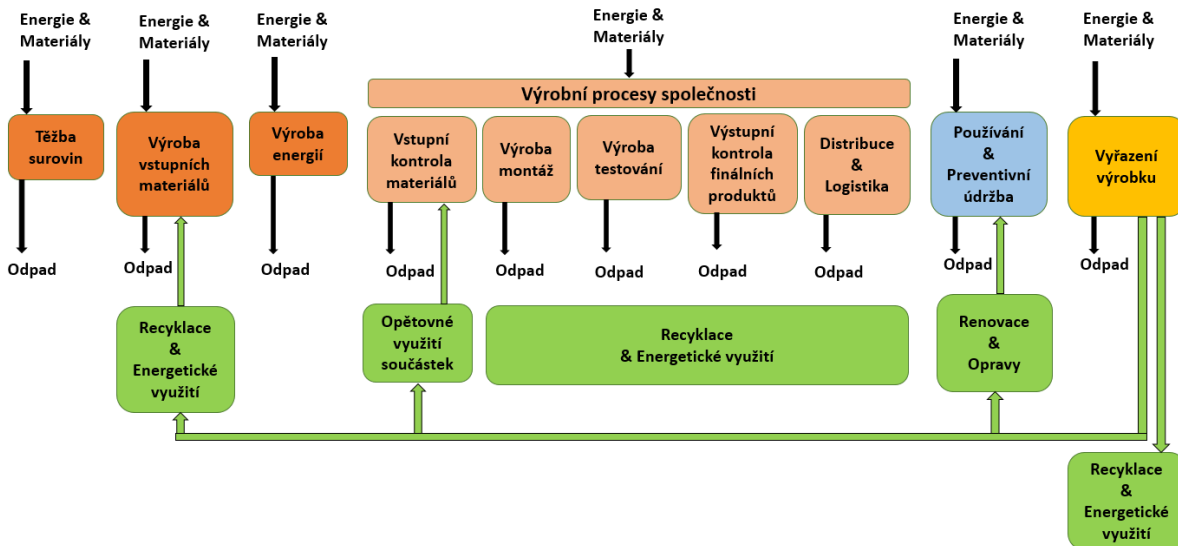 Energie &
Materiály
Energie &
Materiály
Energie &
Materiály
Energie &
Materiály
Energie &
Materiály
Energie &
Materiály
Výrobní procesy společnosti
Těžba
surovin
Výroba
vstupních
materiálů
Výroba
energií
Vstupní
kontrola
materiálů
Výroba
montáž
Výroba
testování
Výstupní
kontrola
finálních
produktů
Distribuce
&
Logistika
Používání
&
Preventivní
údržba
Vyřazení
výrobku
Odpad
Odpad
Odpad
Odpad
Odpad
Odpad
Odpad
Odpad
Odpad
Odpad
Recyklace
&
Energetické
využití
Opětovné
využití
součástek
Recyklace
& Energetické využití
Renovace
&
Opravy
Recyklace
&
Energetické
využití